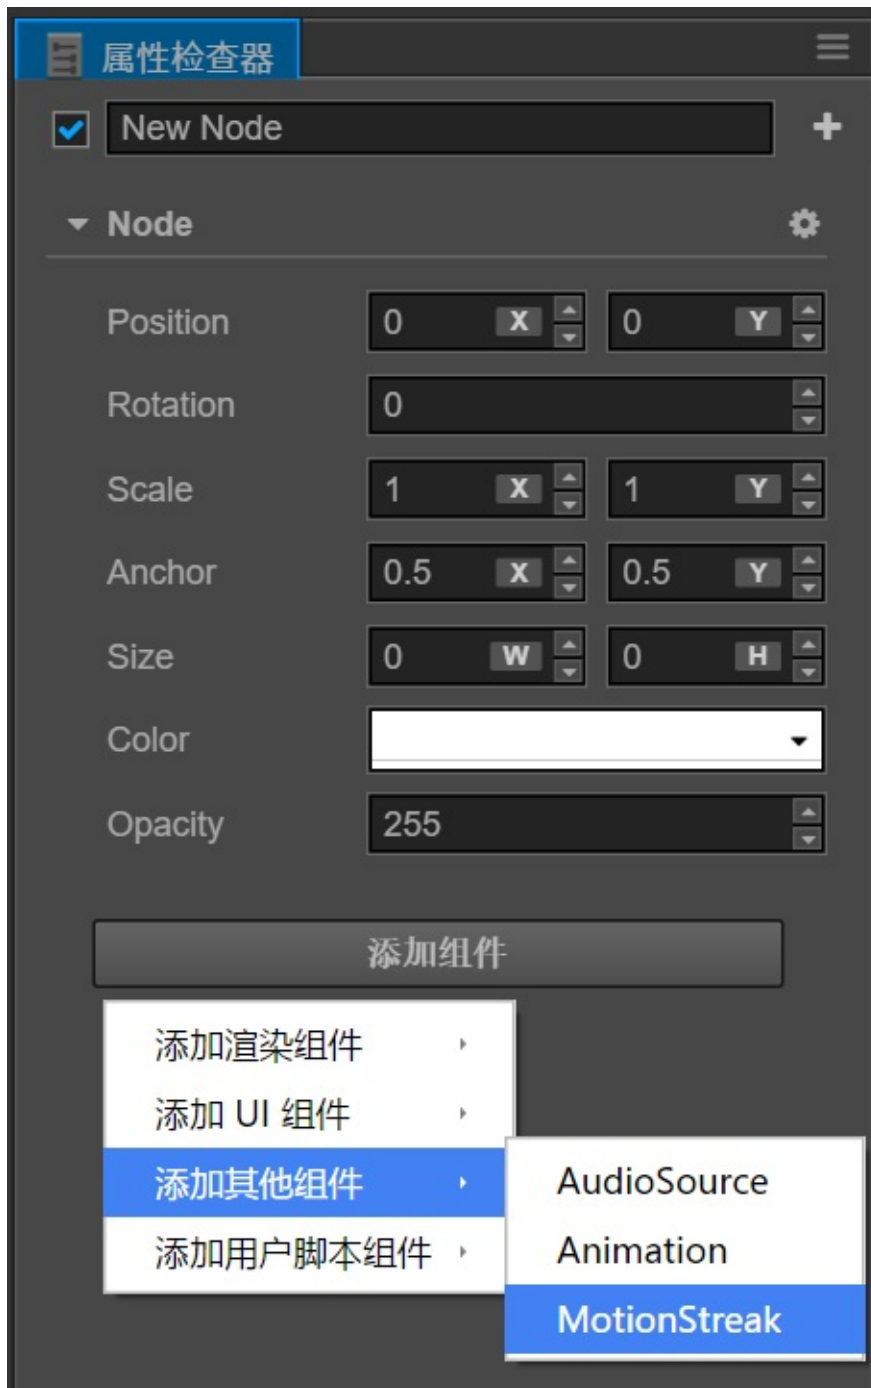 属性检查器
New Node
Node
Position 0 X 0 Y
Rotation 0
Scale 1 X 1 Y
Anchor 0.5 X 0.5 Y
Size 0 W 0 H
Color
Opacity 255
添加组件
添加渲染组件
添加 UI 组件
添加其他组件
添加用户脚本组件
AudioSource
Animation
MotionStreak